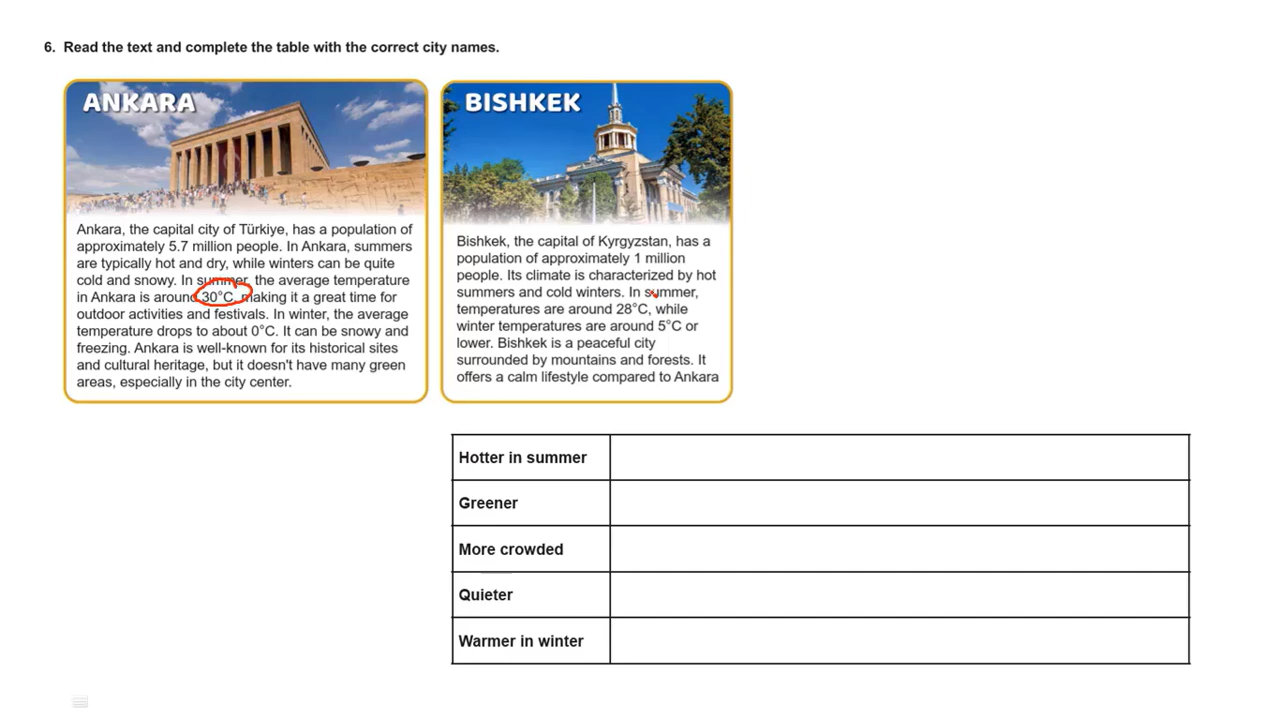 6. Read the text and complete the table with the correct city names.
ANKARA
Ankara, the capital city of Türkiye, has a population of
approximately 5.7 million people. In Ankara, summers
are typically hot and dry, while winters can be quite
cold and snowy. In summer, the average temperature
in Ankara is around 30°C, making it a great time for
outdoor activities and festivals. In winter, the average
temperature drops to about 0°C. It can be snowy and
freezing. Ankara is well-known for its historical sites
and cultural heritage, but it doesn't have many green
areas, especially in the city center.
BISHKEK
Bishkek, the capital of Kyrgyzstan, has a
population of approximately 1 million
people. Its climate is characterized by hot
summers and cold winters. In summer,
temperatures are around 28°C, while
winter temperatures are around 5°C or
lower. Bishkek is a peaceful city
surrounded by mountains and forests. It
offers a calm lifestyle compared to Ankara
Hotter in summer
Greener
More crowded
Quieter
Warmer in winter